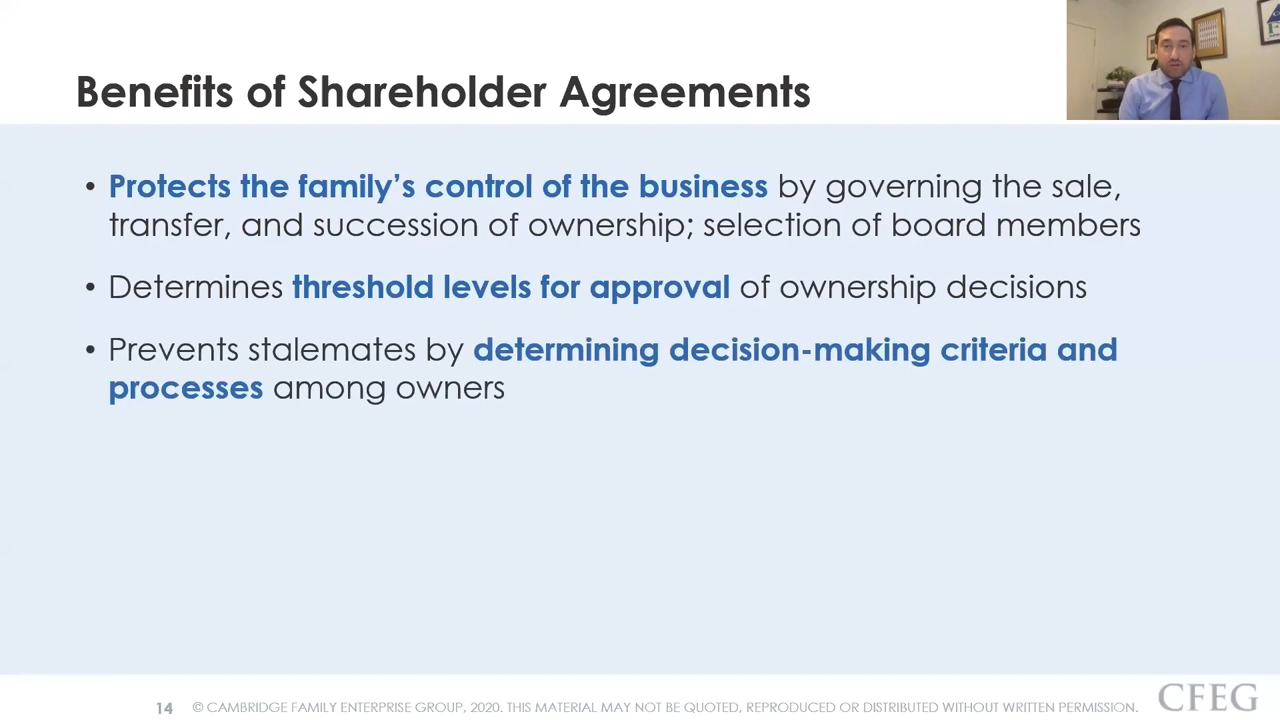 Benefits of Shareholder Agreements
• Protects the family's control of the business by governing the sale,
transfer, and succession of ownership; selection of board members
• Determines threshold levels for approval of ownership decisions
• Prevents stalemates by determining decision-making criteria and
processes among owners
14 © CAMBRIDGE FAMILY ENTERPRISE GROUP, 2020. THIS MATERIAL MAY NOT BE QUOTED, REPRODUCED OR DISTRIBUTED WITHOUT WRITTEN PERMISSION.
CFEG